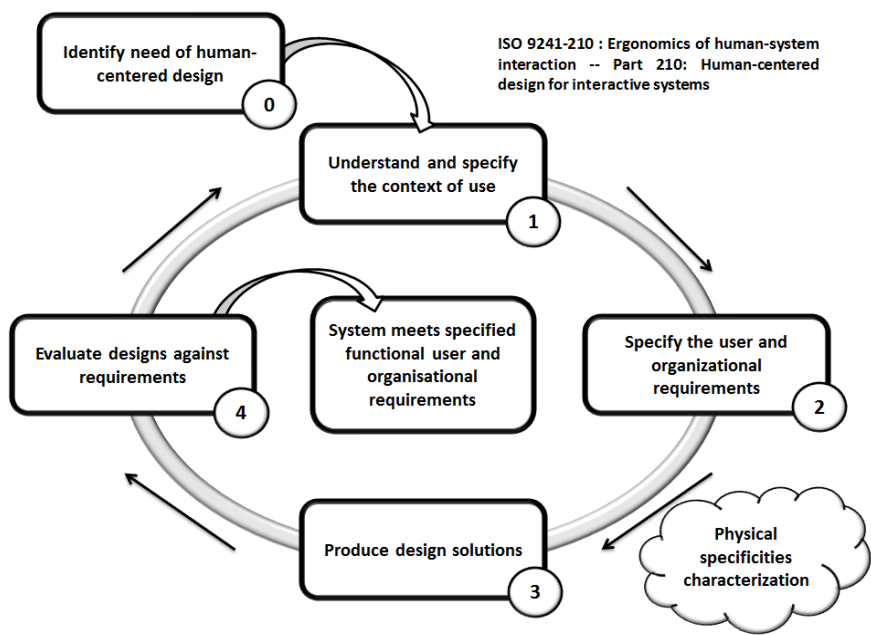 Identify need of human-
centered design
0
ISO 9241-210 : Ergonomics of human-system
interaction -- Part 210: Human-centered
design for interactive systems
Understand and specify
the context of use
1
Evaluate designs against
requirements
4
System meets specified
functional user and
organisational
requirements
Specify the user and
organizational
requirements
2
Produce design solutions
3
Physical
specificities
characterization